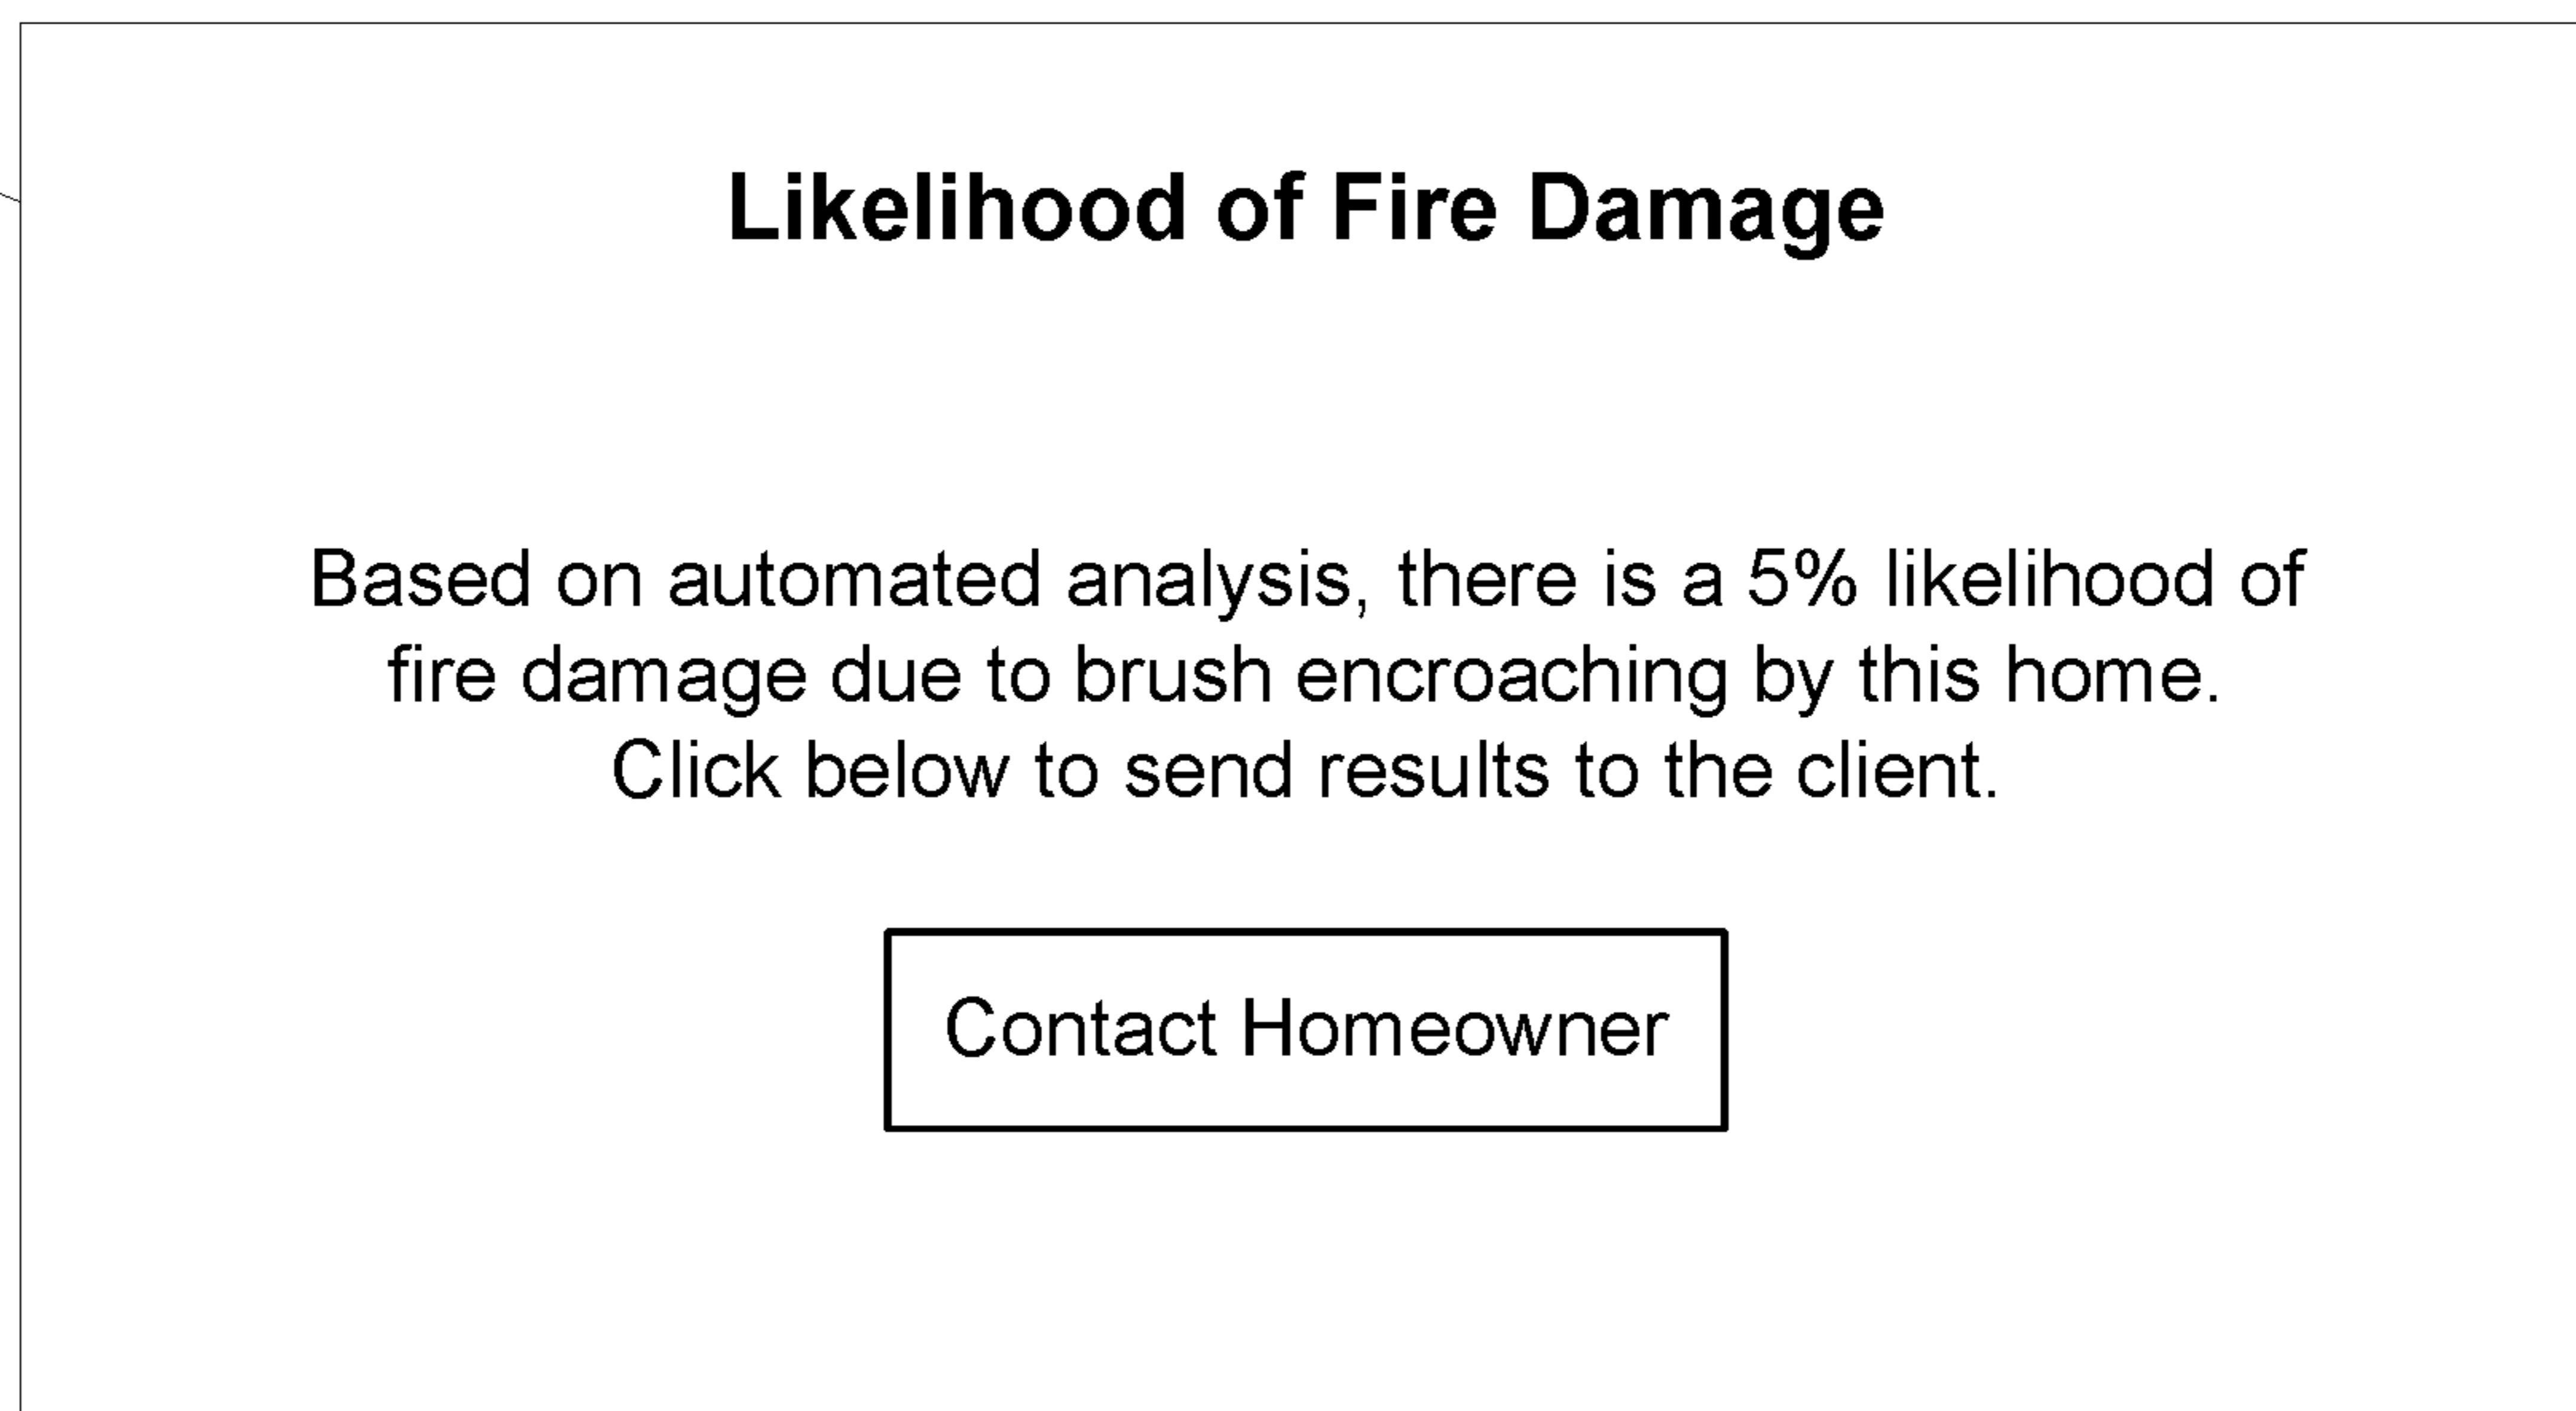 Likelihood of Fire Damage
Based on automated analysis, there is a 5% likelihood of
fire damage due to brush encroaching by this home.
Click below to send results to the client.
Contact Homeowner